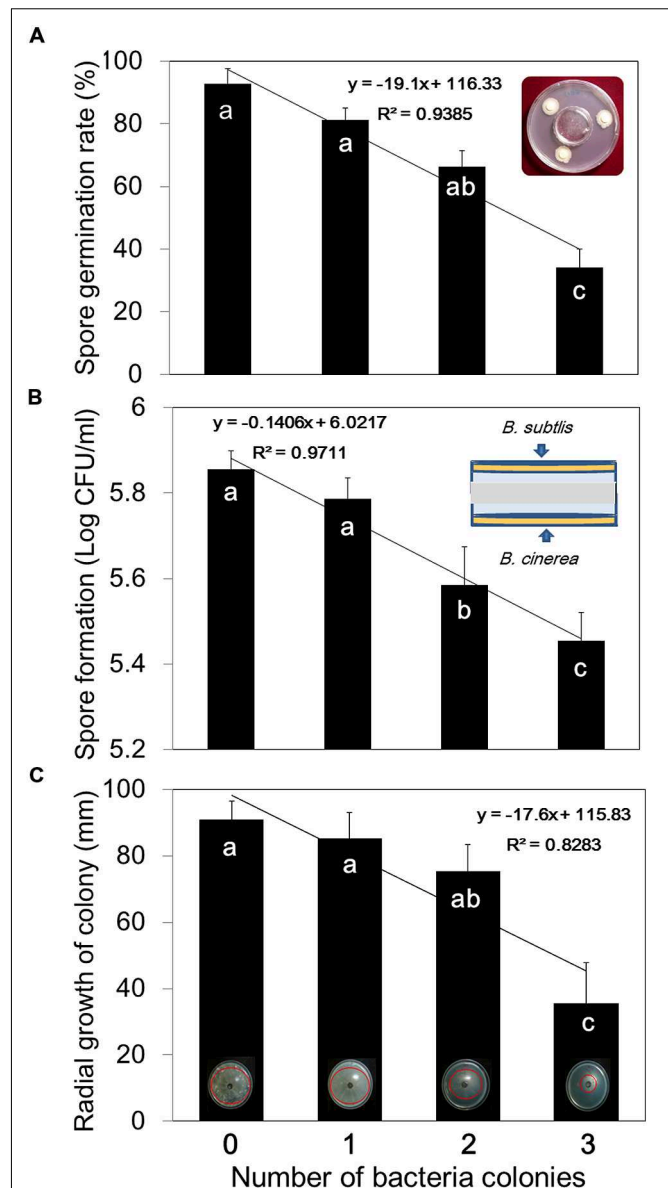 A
Spore germination rate (%)
100
80
60
40
20
0
y = -19.1x + 116.33
R² = 0.9385
a
a
ab
c
B
Spore formation (Log CFU/ml)
6
5.8
5.6
5.4
5.2
y = -0.1406x + 6.0217
R² = 0.9711
B. subtlis
B. cinerea
a
a
b
c
C
Radial growth of colony (mm)
100
80
60
40
20
0
y = -17.6x + 115.83
R² = 0.8283
a
a
ab
c
0 1 2 3
Number of bacteria colonies